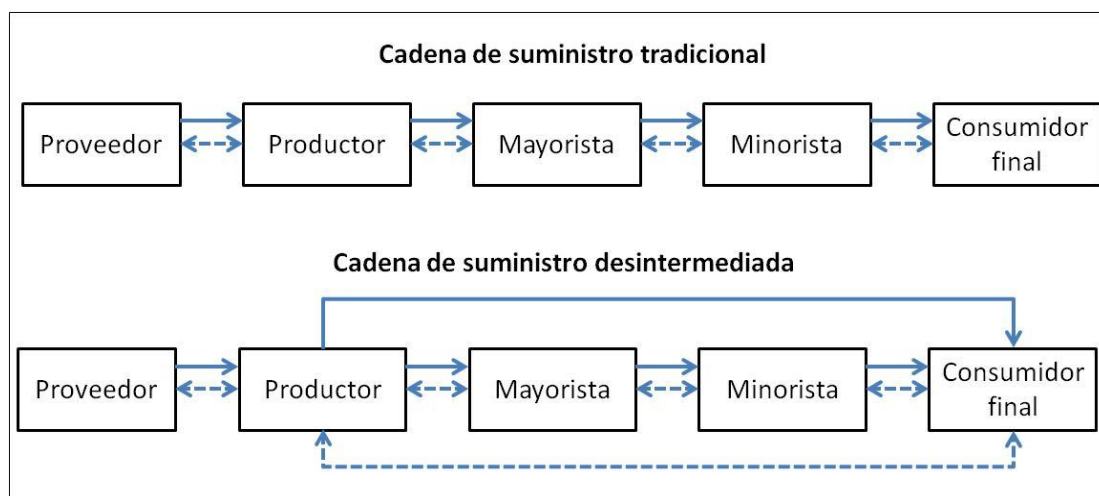 Cadena de suministro tradicional
Proveedor
Productor
Mayorista
Minorista
Consumidor
final
Cadena de suministro desintermediada
Proveedor
Productor
Mayorista
Minorista
Consumidor
final